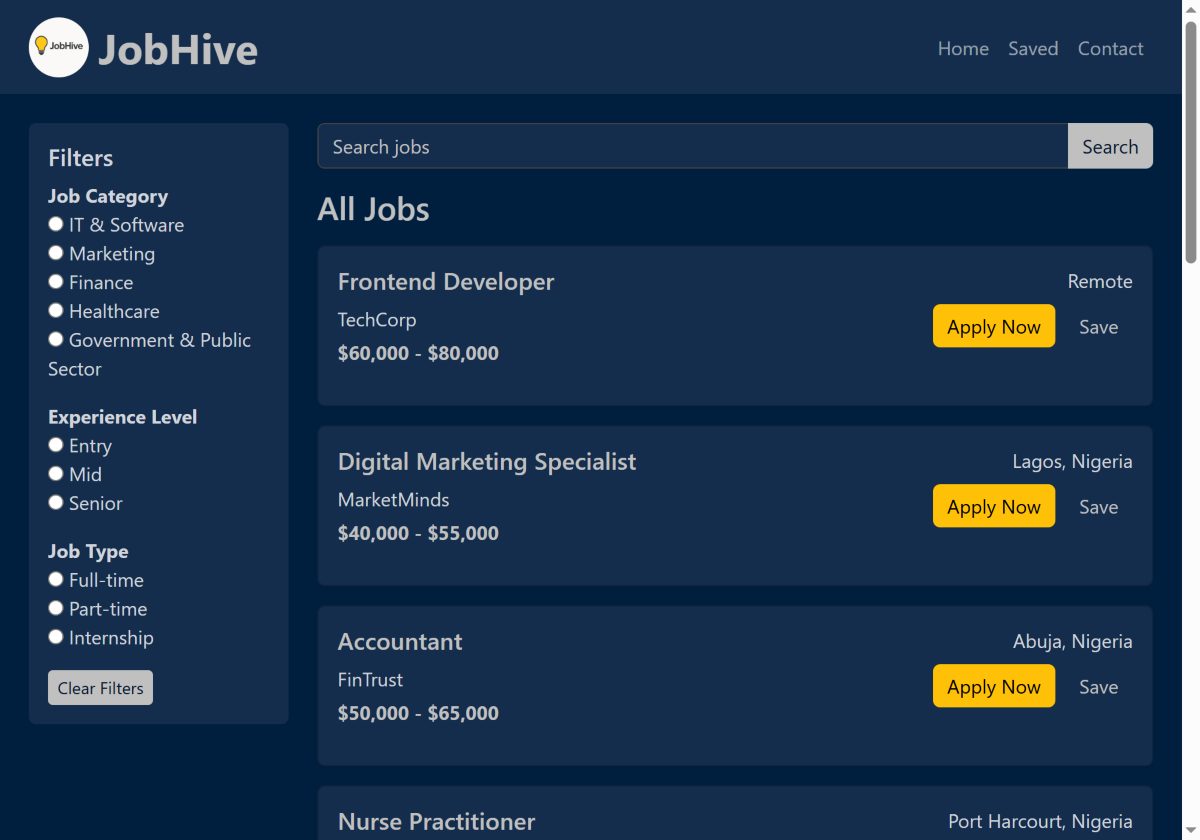 JobHive
JobHive
Home Saved Contact
Filters
Job Category
IT & Software
Marketing
Finance
Healthcare
Government & Public
Sector
Experience Level
Entry
Mid
Senior
Job Type
Full-time
Part-time
Internship
Clear Filters
Search jobs
Search
All Jobs
Frontend Developer
Remote
TechCorp
$60,000 - $80,000
Apply Now
Save
Digital Marketing Specialist
Lagos, Nigeria
MarketMinds
$40,000 - $55,000
Apply Now
Save
Accountant
Abuja, Nigeria
FinTrust
$50,000 - $65,000
Apply Now
Save
Nurse Practitioner
Port Harcourt, Nigeria